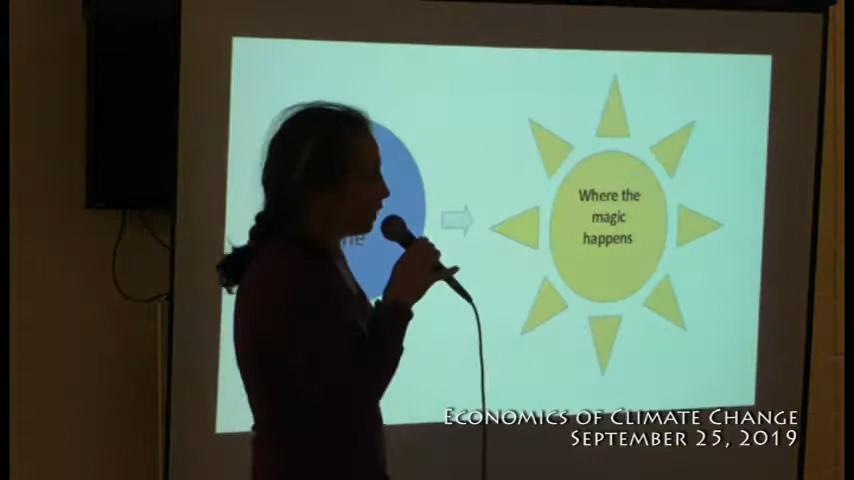 Where the
magic
happens
Economics of Climate Change
September 25, 2019